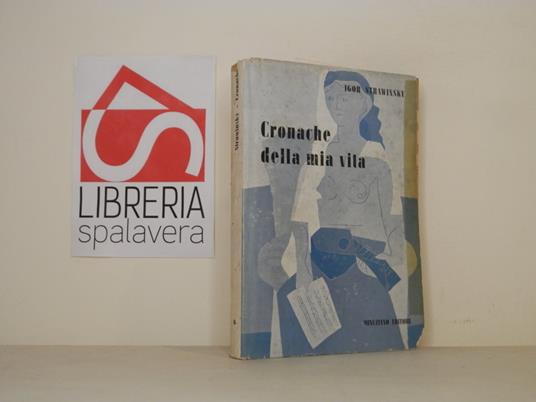 LIBRERIA
spalavera
IGOR STRAWINSKY
Cronache
della mia vita
MINUZIANO EDITORE